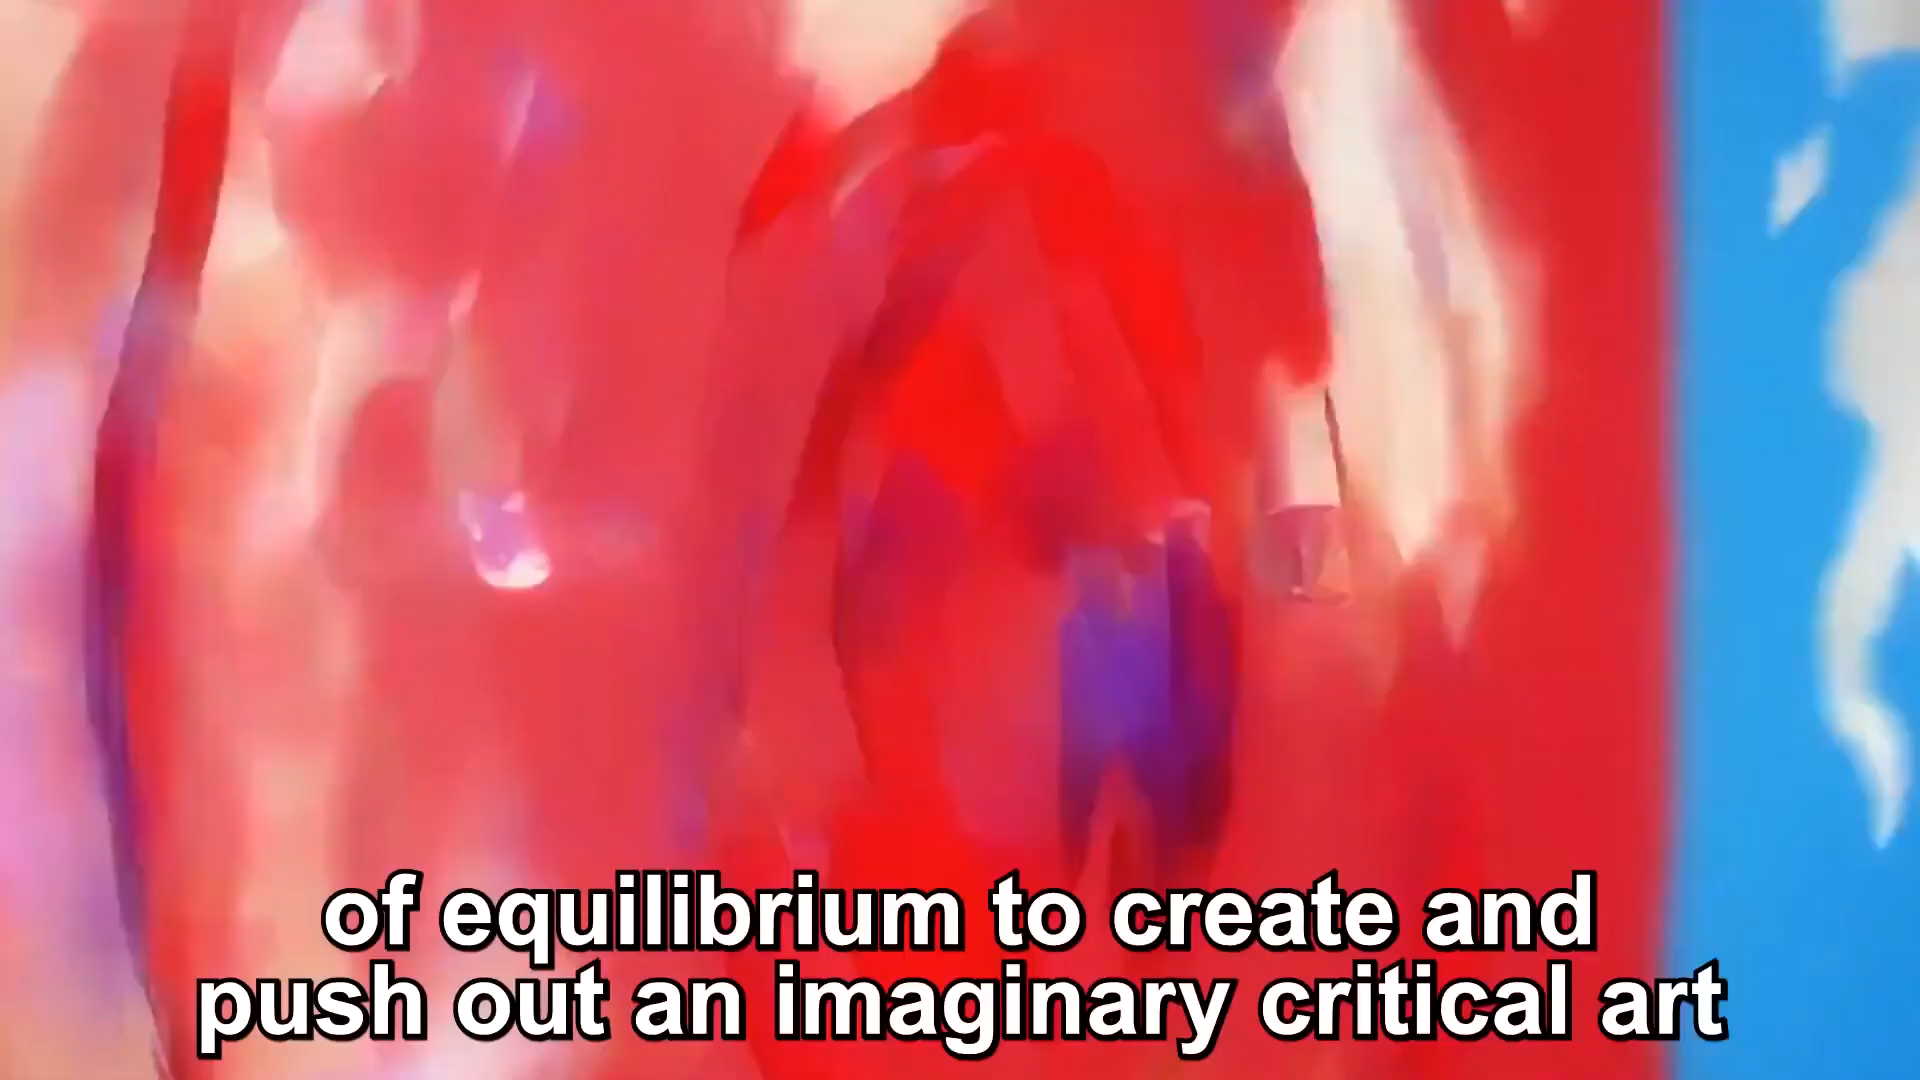 of equilibrium to create and
push out an imaginary critical art